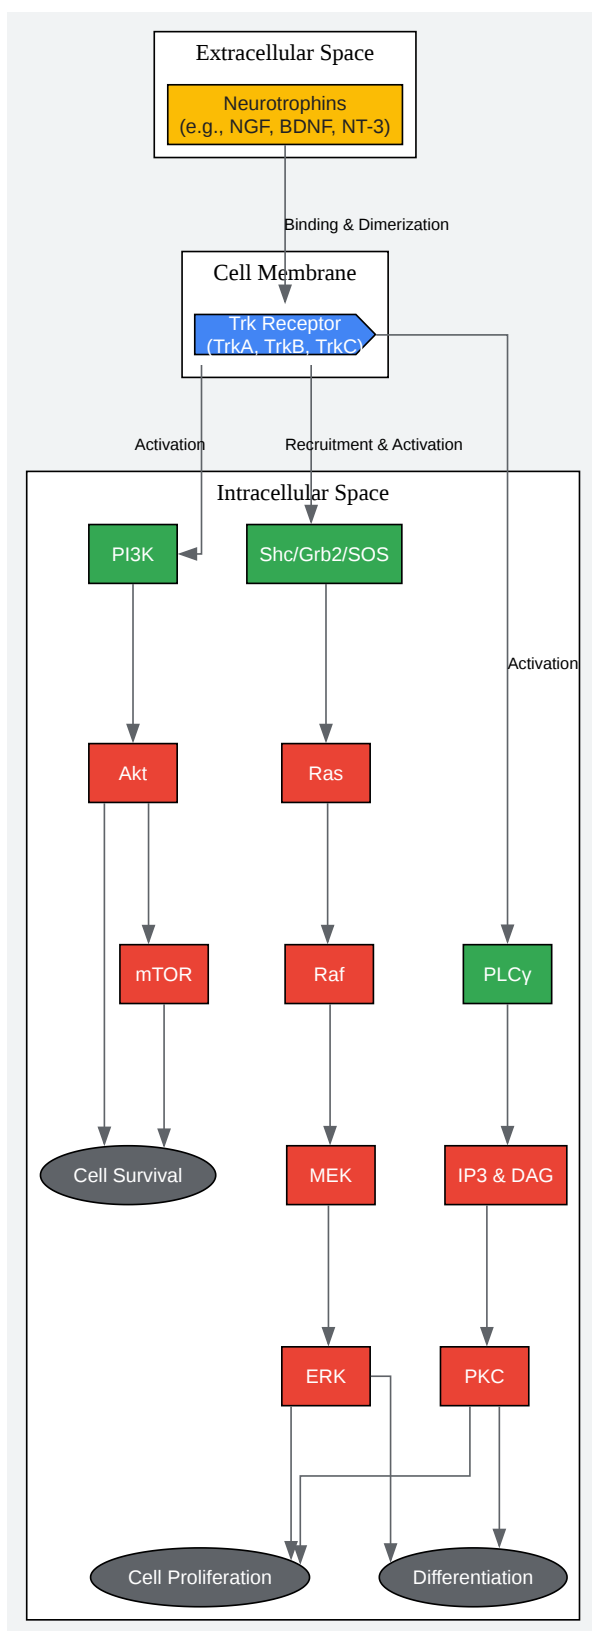 Extracellular Space
Neurotrophins
(e.g., NGF, BDNF, NT-3)
Binding & Dimerization
Cell Membrane
Trk Receptor
(TrkA, TrkB, TrkC)
Activation
Recruitment & Activation
Intracellular Space
PI3K
Shc/Grb2/SOS
Activation
Akt
Ras
mTOR
Raf
PLCγ
Cell Survival
MEK
IP3 & DAG
ERK
PKC
Cell Proliferation
Differentiation